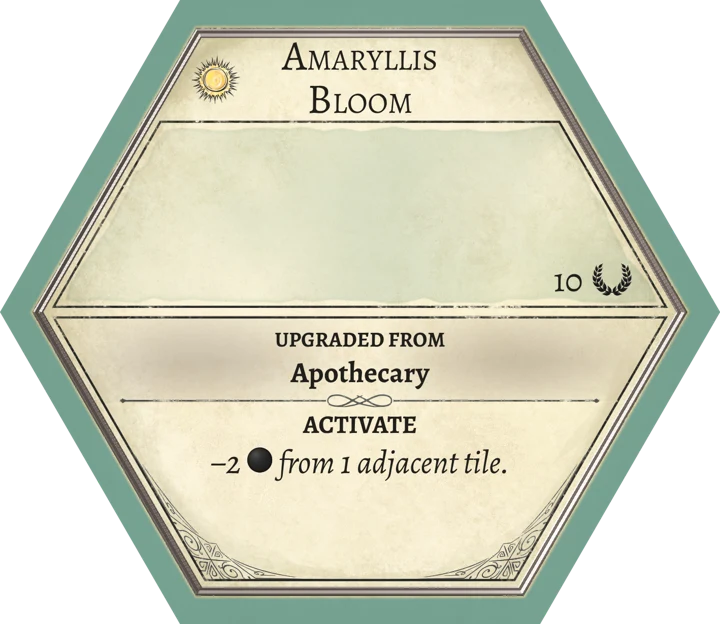 Amaryllis
Bloom
10
UPGRADED FROM
Apothecary
ACTIVATE
–2 from 1 adjacent tile.